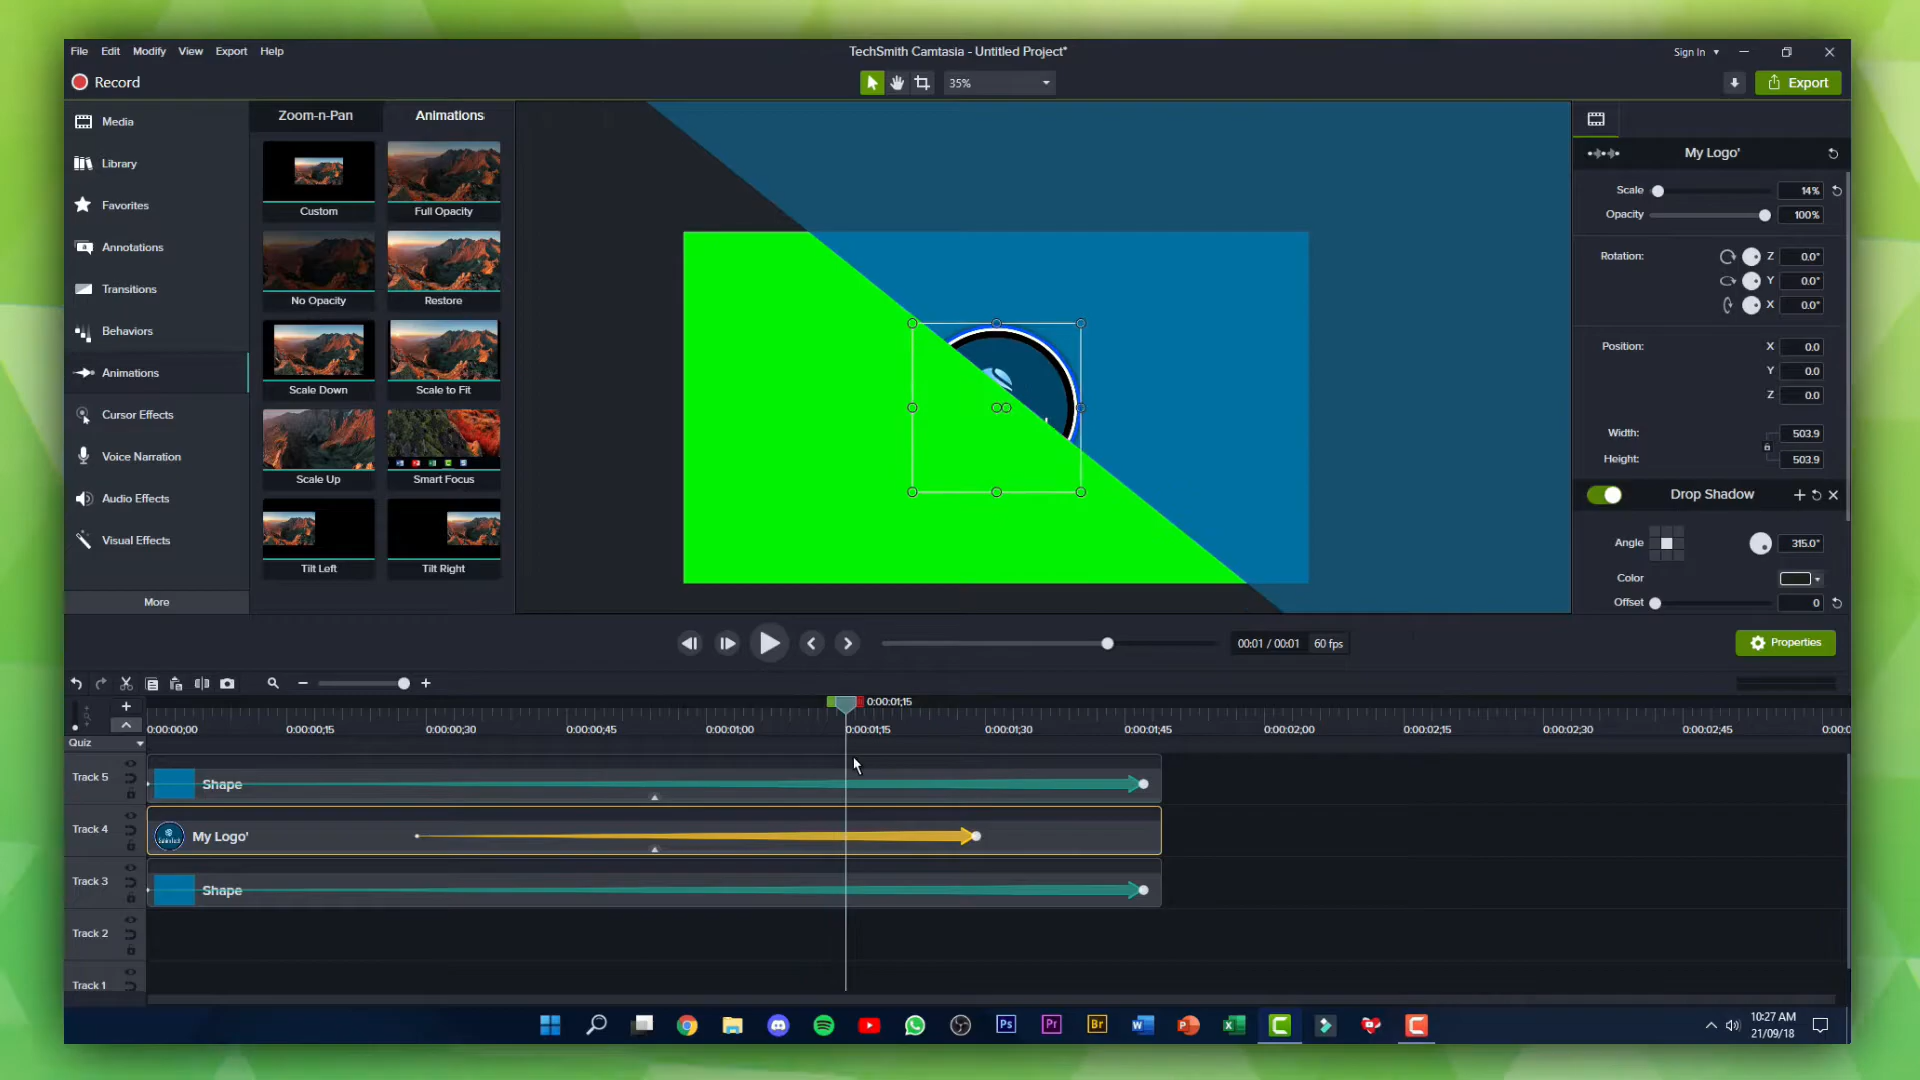 File Edit Modify View Export Help
TechSmith Camtasia - Untitled Project*
Sign In
Record
35%
Export
Media
Library
Favorites
Annotations
Transitions
Behaviors
Animations
Cursor Effects
Voice Narration
Audio Effects
Visual Effects
More
Zoom-n-Pan Animations
Custom Full Opacity
No Opacity Restore
Scale Down Scale to Fit
Scale Up Smart Focus
Tilt Left Tilt Right
My Logo'
Scale 14%
Opacity 100%
Rotation: Z 0.0°
Y 0.0°
X 0.0°
Position: X 0.0
Y 0.0
Z 0.0
Width: 503.9
Height: 503.9
Drop Shadow
Angle 315.0°
Color
Offset 0
00:01 / 00:01 60 fps
Properties
0:00:01;15
0:00:00;00 0:00:00;15 0:00:00;30 0:00:00;45 0:00:01;00 0:00:01;15 0:00:01;30 0:00:01;45 0:00:02;00 0:00:02;15 0:00:02;30 0:00:02;45 0:00:0
Quiz
Track 5 Shape
Track 4 My Logo'
Track 3 Shape
Track 2
Track 1
Ps Pr Br
10:27 AM
21/09/18